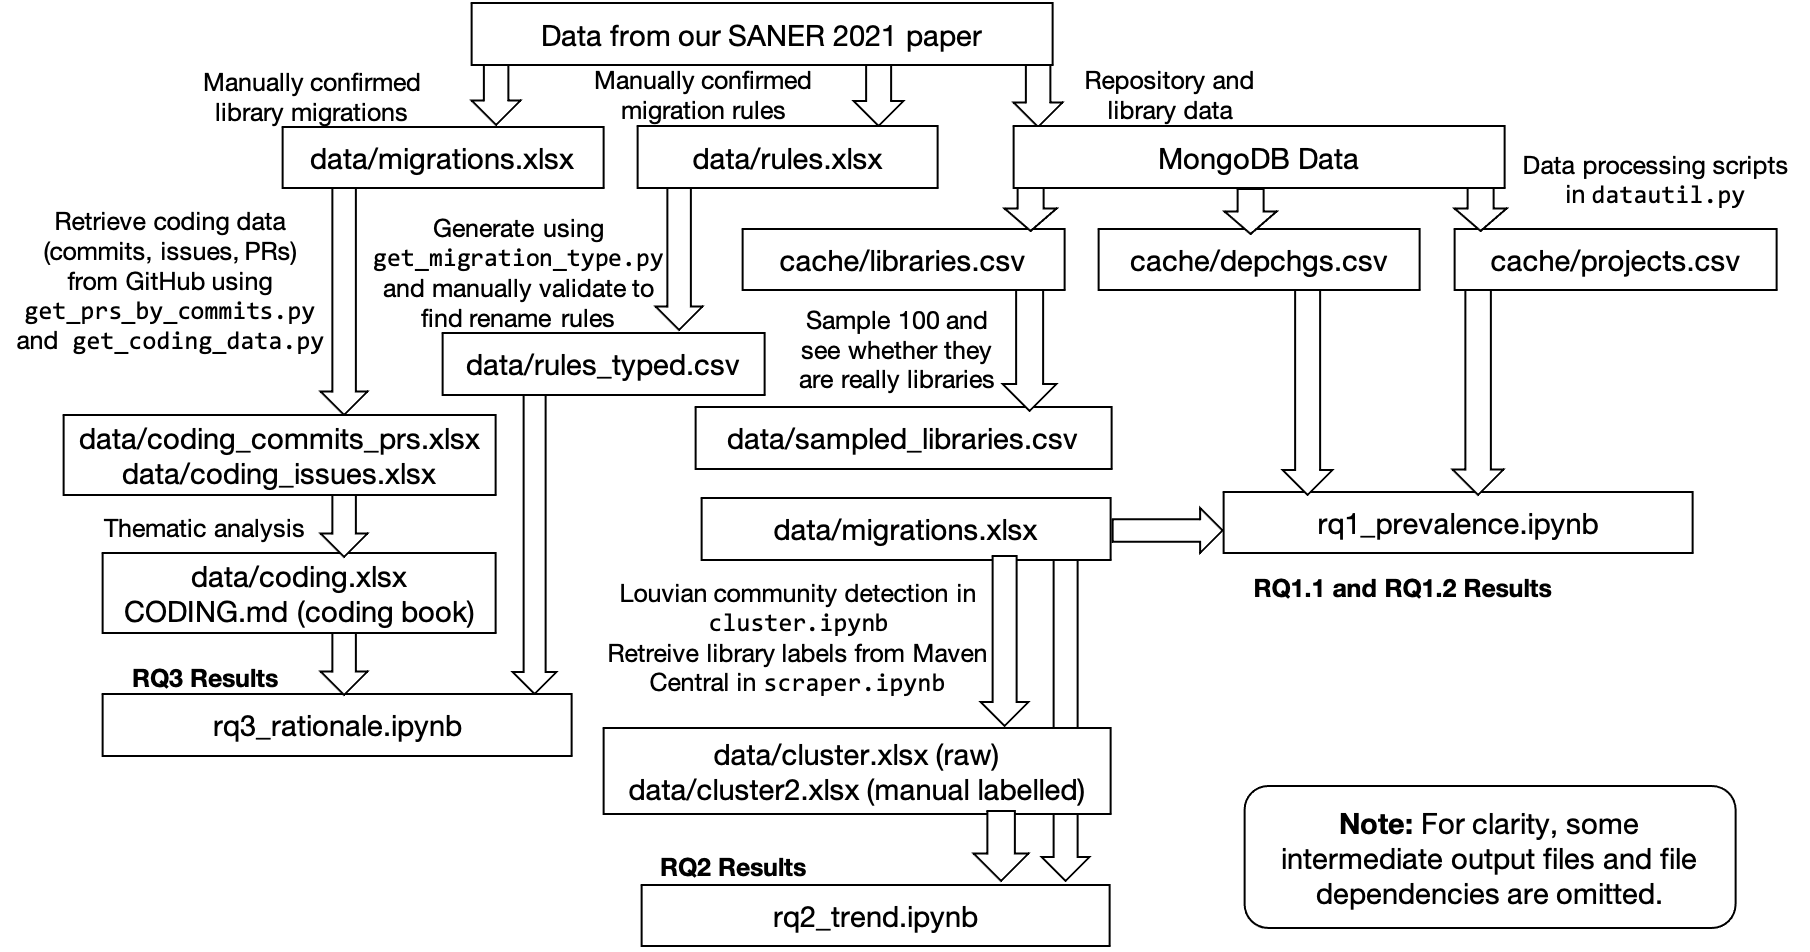 Data from our SANER 2021 paper
Manually confirmed
library migrations
Manually confirmed
migration rules
Repository and
library data
data/migrations.xlsx
data/rules.xlsx
MongoDB Data
Data processing scripts
in datautil.py
Retrieve coding data
(commits, issues, PRs)
from GitHub using
get_prs_by_commits.py
and get_coding_data.py
Generate using
get_migration_type.py
and manually validate to
find rename rules
cache/libraries.csv
cache/depchgs.csv
cache/projects.csv
Sample 100 and
see whether they
are really libraries
data/rules_typed.csv
data/coding_commits_prs.xlsx
data/coding_issues.xlsx
data/sampled_libraries.csv
Thematic analysis
data/migrations.xlsx
rq1_prevalence.ipynb
RQ1.1 and RQ1.2 Results
data/coding.xlsx
CODING.md (coding book)
Louvian community detection in
cluster.ipynb
Retreive library labels from Maven
Central in scraper.ipynb
RQ3 Results
rq3_rationale.ipynb
data/cluster.xlsx (raw)
data/cluster2.xlsx (manual labelled)
RQ2 Results
rq2_trend.ipynb
Note: For clarity, some
intermediate output files and file
dependencies are omitted.